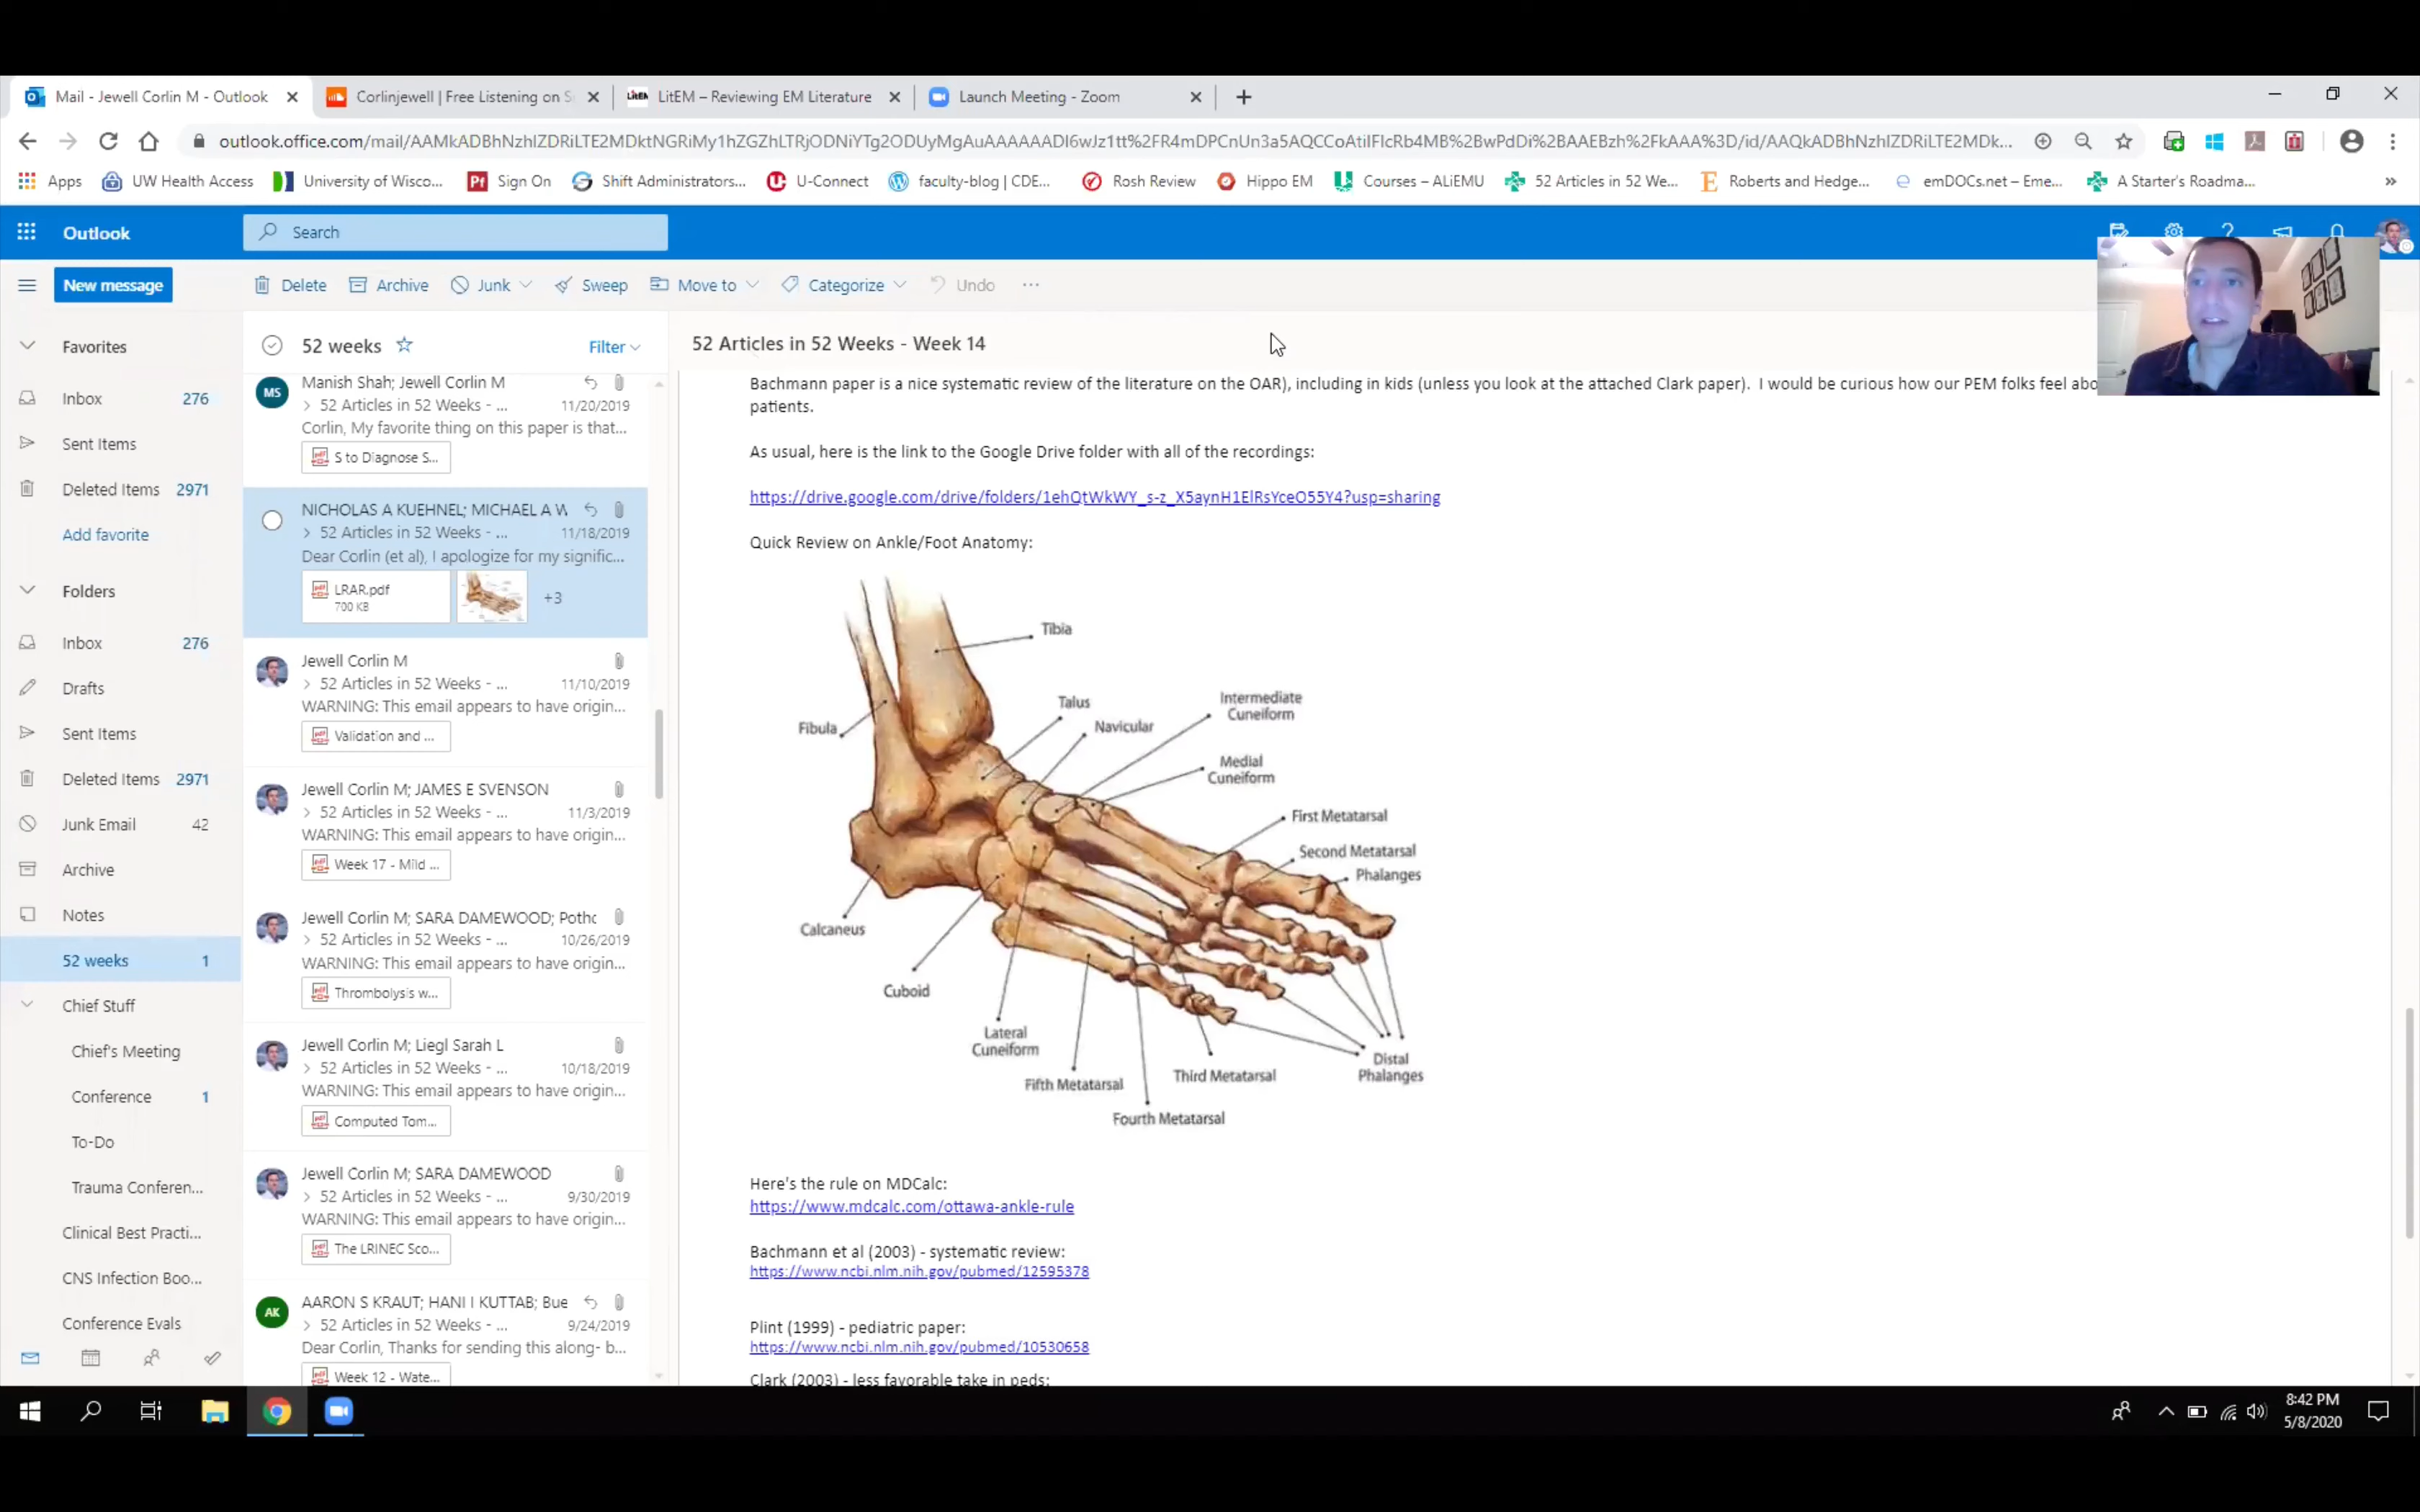 Mail - Jewell Corlin M - Outlook
Corlinjewell | Free Listening on S
LitEM – Reviewing EM Literature
Launch Meeting - Zoom
outlook.office.com/mail/
Apps
UW Health Access
University of Wisco...
Sign On
Shift Administrators...
U-Connect
faculty-blog | CDE...
Rosh Review
Hippo EM
Courses – ALiEMU
52 Articles in 52 We...
Roberts and Hedge...
emDOCs.net – Eme...
A Starter's Roadma...
»
Outlook
Search
New message
Delete
Archive
Junk
Sweep
Move to
Categorize
Undo
...
Favorites
Inbox 276
Sent Items
Deleted Items 2971
Add favorite
Folders
Inbox 276
Drafts
Sent Items
Deleted Items 2971
Junk Email 42
Archive
Notes
52 weeks 1
Chief Stuff
Chief's Meeting
Conference 1
To-Do
Trauma Conferen...
Clinical Best Practi...
CNS Infection Boo...
Conference Evals
52 weeks
Filter
MS
Manish Shah; Jewell Corlin M
52 Articles in 52 Weeks - ... 11/20/2019
Corlin, My favorite thing on this paper is that...
S to Diagnose S...
NICHOLAS A KUEHNEL; MICHAEL A W
52 Articles in 52 Weeks - ... 11/18/2019
Dear Corlin (et al), I apologize for my signific...
LRAR.pdf
700 KB
+3
Jewell Corlin M
52 Articles in 52 Weeks - ... 11/10/2019
WARNING: This email appears to have origin...
Validation and ...
Jewell Corlin M; JAMES E SVENSON
52 Articles in 52 Weeks - ... 11/3/2019
WARNING: This email appears to have origin...
Week 17 - Mild ...
Jewell Corlin M; SARA DAMEWOOD; Pothc
52 Articles in 52 Weeks - ... 10/26/2019
WARNING: This email appears to have origin...
Thrombolysis w...
Jewell Corlin M; Liegl Sarah L
52 Articles in 52 Weeks - ... 10/18/2019
WARNING: This email appears to have origin...
Computed Tom...
Jewell Corlin M; SARA DAMEWOOD
52 Articles in 52 Weeks - ... 9/30/2019
WARNING: This email appears to have origin...
The LRINEC Sco...
AK
AARON S KRAUT; HANI I KUTTAB; Bue
52 Articles in 52 Weeks - ... 9/24/2019
Dear Corlin, Thanks for sending this along- b...
Week 12 - Wate...
52 Articles in 52 Weeks - Week 14
Bachmann paper is a nice systematic review of the literature on the OAR), including in kids (unless you look at the attached Clark paper). I would be curious how our PEM folks feel abo
patients.
As usual, here is the link to the Google Drive folder with all of the recordings:
https://drive.google.com/drive/folders/1ehQtWkWY_s-z_X5aynH1ElRsYceO55Y4?usp=sharing
Quick Review on Ankle/Foot Anatomy:
Tibia
Fibula
Talus
Navicular
Intermediate
Cuneiform
Medial
Cuneiform
First Metatarsal
Second Metatarsal
Phalanges
Calcaneus
Cuboid
Lateral
Cuneiform
Fifth Metatarsal
Fourth Metatarsal
Third Metatarsal
Distal
Phalanges
Here's the rule on MDCalc:
https://www.mdcalc.com/ottawa-ankle-rule
Bachmann et al (2003) - systematic review:
https://www.ncbi.nlm.nih.gov/pubmed/12595378
Plint (1999) - pediatric paper:
https://www.ncbi.nlm.nih.gov/pubmed/10530658
Clark (2003) - less favorable take in peds:
8:42 PM
5/8/2020